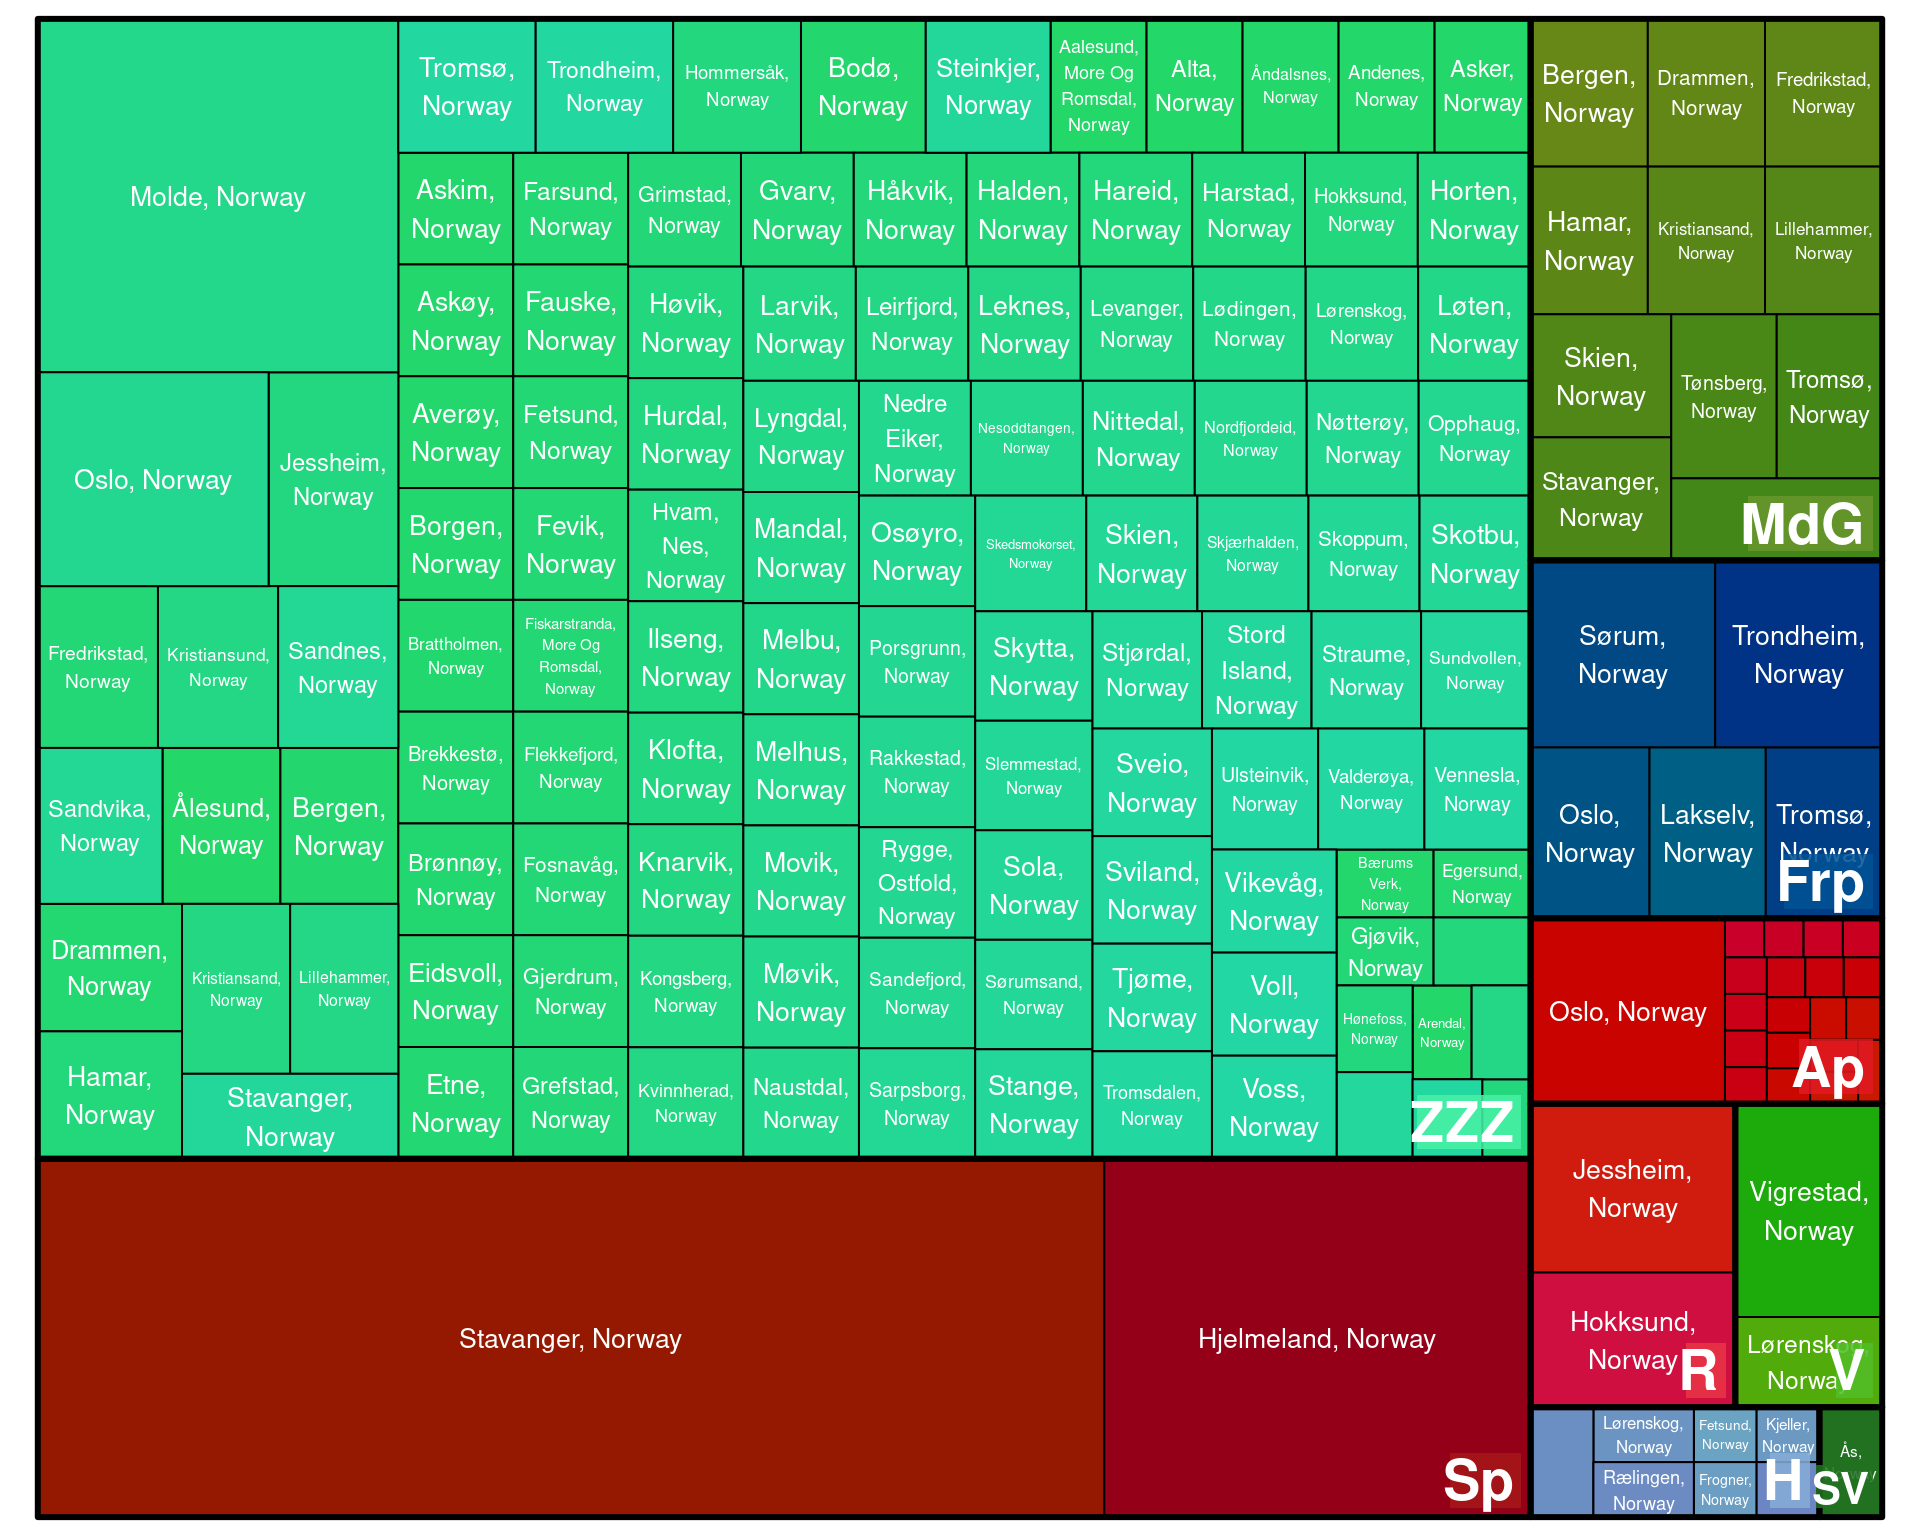 Molde, Norway
Oslo, Norway
Jessheim,
Norway
Fredrikstad,
Norway
Kristiansund,
Norway
Sandnes,
Norway
Sandvika,
Norway
Ålesund,
Norway
Bergen,
Norway
Drammen,
Norway
Hamar,
Norway
Kristiansand,
Norway
Lillehammer,
Norway
Stavanger,
Norway
Tromsø,
Norway
Trondheim,
Norway
Hommersåk,
Norway
Bodø,
Norway
Steinkjer,
Norway
Aalesund,
More Og
Romsdal,
Norway
Alta,
Norway
Åndalsnes,
Norway
Andenes,
Norway
Asker,
Norway
Askim,
Norway
Farsund,
Norway
Grimstad,
Norway
Gvarv,
Norway
Håkvik,
Norway
Halden,
Norway
Hareid,
Norway
Harstad,
Norway
Hokksund,
Norway
Horten,
Norway
Askøy,
Norway
Fauske,
Norway
Høvik,
Norway
Larvik,
Norway
Leirfjord,
Norway
Leknes,
Norway
Levanger,
Norway
Lødingen,
Norway
Lørenskog,
Norway
Løten,
Norway
Averøy,
Norway
Fetsund,
Norway
Hurdal,
Norway
Lyngdal,
Norway
Nedre
Eiker,
Norway
Nesoddtangen,
Norway
Nittedal,
Norway
Nordfjordeid,
Norway
Nøtterøy,
Norway
Opphaug,
Norway
Borgen,
Norway
Fevik,
Norway
Hvam,
Nes,
Norway
Mandal,
Norway
Osøyro,
Norway
Skedsmokorset,
Norway
Skien,
Norway
Skjærhalden,
Norway
Skoppum,
Norway
Skotbu,
Norway
Brattholmen,
Norway
Fiskarstranda,
More Og
Romsdal,
Norway
Ilseng,
Norway
Melbu,
Norway
Porsgrunn,
Norway
Skytta,
Norway
Stjørdal,
Norway
Stord
Island,
Norway
Straume,
Norway
Sundvollen,
Norway
Brekkestø,
Norway
Flekkefjord,
Norway
Klofta,
Norway
Melhus,
Norway
Rakkestad,
Norway
Slemmestad,
Norway
Sveio,
Norway
Ulsteinvik,
Norway
Valderøya,
Norway
Vennesla,
Norway
Brønnøy,
Norway
Fosnavåg,
Norway
Knarvik,
Norway
Movik,
Norway
Rygge,
Ostfold,
Norway
Sola,
Norway
Sviland,
Norway
Vikevåg,
Norway
Bærums
Verk,
Norway
Egersund,
Norway
Gjøvik,
Norway
Eidsvoll,
Norway
Gjerdrum,
Norway
Kongsberg,
Norway
Møvik,
Norway
Sandefjord,
Norway
Sørumsand,
Norway
Tjøme,
Norway
Voll,
Norway
Hønefoss,
Norway
Arendal,
Norway
Etne,
Norway
Grefstad,
Norway
Kvinnherad,
Norway
Naustdal,
Norway
Sarpsborg,
Norway
Stange,
Norway
Tromsdalen,
Norway
Voss,
Norway
ZZZ
Stavanger, Norway
Hjelmeland, Norway
Sp
Bergen,
Norway
Drammen,
Norway
Fredrikstad,
Norway
Hamar,
Norway
Kristiansand,
Norway
Lillehammer,
Norway
Skien,
Norway
Tønsberg,
Norway
Tromsø,
Norway
Stavanger,
Norway
MdG
Sørum,
Norway
Trondheim,
Norway
Oslo,
Norway
Lakselv,
Norway
Tromsø,
Norway
Frp
Oslo, Norway
Ap
Jessheim,
Norway
Hokksund,
Norway
R
Vigrestad,
Norway
Lørenskog,
Norway
V
Lørenskog,
Norway
Fetsund,
Norway
Kjeller,
Norway
Rælingen,
Norway
Frogner,
Norway
H
Ås,
SV